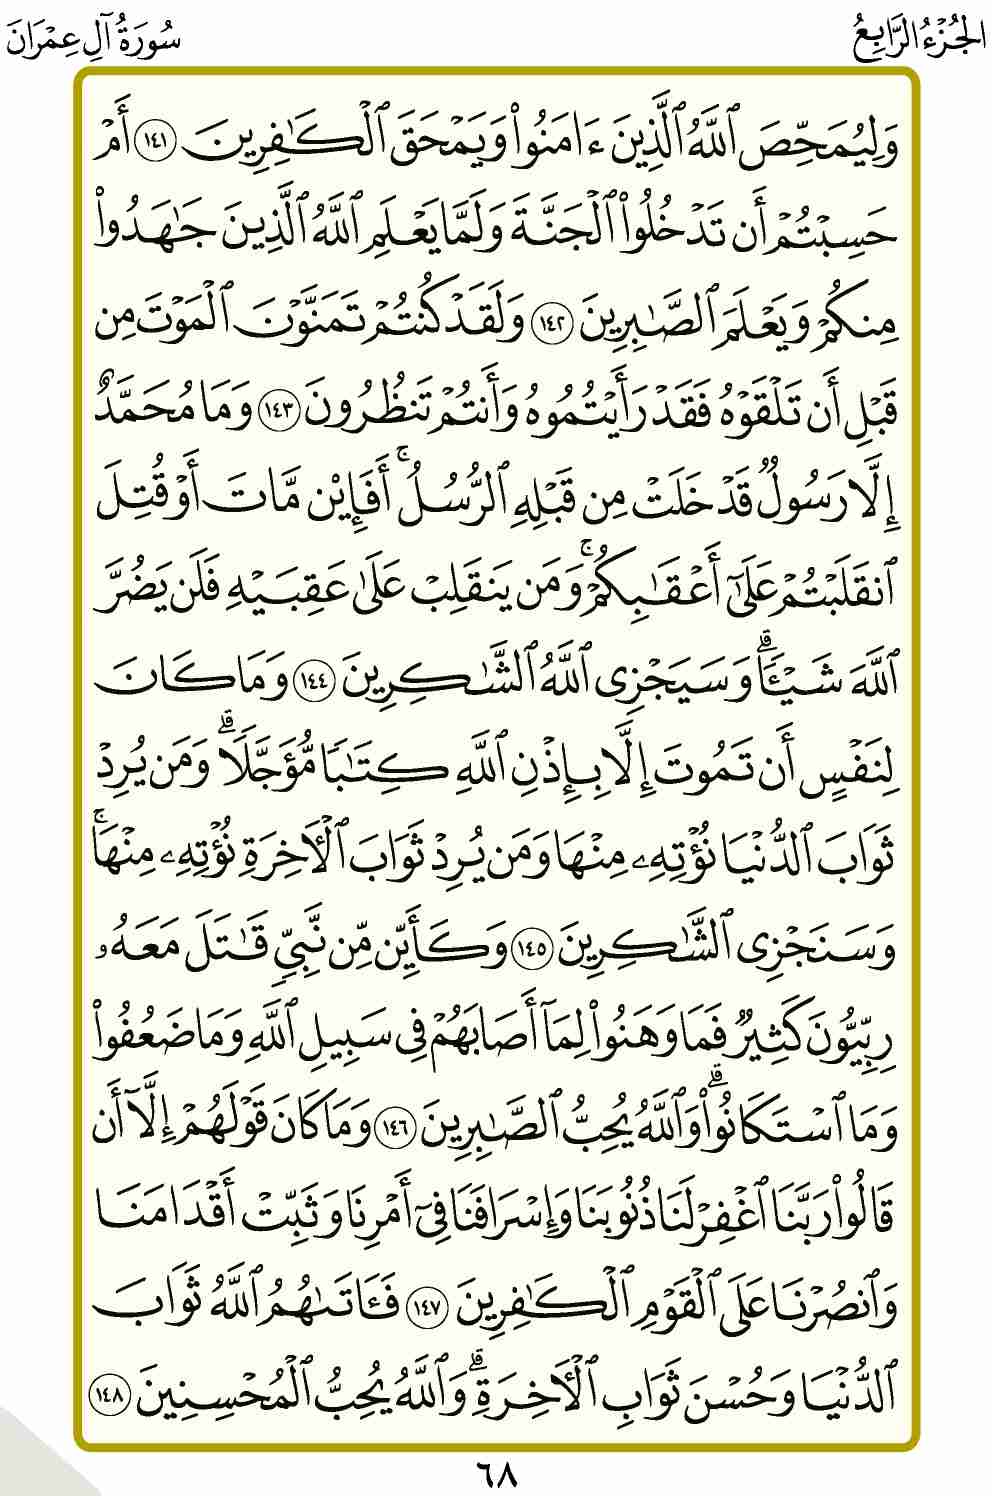 الجُزْءُ الرَّابِعُ
سُورَةُ آلِ عِمْرَانَ
وَلِيُمَحِّصَ ٱللَّهُ ٱلَّذِينَ ءَامَنُوا۟ وَيَمْحَقَ ٱلْكَـٰفِرِينَ ١٤١ أَمْ
حَسِبْتُمْ أَن تَدْخُلُوا۟ ٱلْجَنَّةَ وَلَمَّا يَعْلَمِ ٱللَّهُ ٱلَّذِينَ جَـٰهَدُوا۟
مِنكُمْ وَيَعْلَمَ ٱلصَّـٰبِرِينَ ١٤٢ وَلَقَدْ كُنتُمْ تَمَنَّوْنَ ٱلْمَوْتَ مِن
قَبْلِ أَن تَلْقَوْهُ فَقَدْ رَأَيْتُمُوهُ وَأَنتُمْ تَنظُرُونَ ١٤٣ وَمَا مُحَمَّدٌ
إِلَّا رَسُولٌ قَدْ خَلَتْ مِن قَبْلِهِ ٱلرُّسُلُ ۚ أَفَإِي۟ن مَّاتَ أَوْ قُتِلَ
ٱنقَلَبْتُمْ عَلَىٰٓ أَعْقَـٰبِكُمْ ۚ وَمَن يَنقَلِبْ عَلَىٰ عَقِبَيْهِ فَلَن يَضُرَّ
ٱللَّهَ شَيْـًٔا ۗ وَسَيَجْزِى ٱللَّهُ ٱلشَّـٰكِرِينَ ١٤٤ وَمَا كَانَ
لِنَفْسٍ أَن تَمُوتَ إِلَّا بِإِذْنِ ٱللَّهِ كِتَـٰبًا مُّؤَجَّلًا ۗ وَمَن يُرِدْ
ثَوَابَ ٱلدُّنْيَا نُؤْتِهِۦ مِنْهَا وَمَن يُرِدْ ثَوَابَ ٱلْـَٔاخِرَةِ نُؤْتِهِۦ مِنْهَا ۚ
وَسَنَجْزِى ٱلشَّـٰكِرِينَ ١٤٥ وَكَأَيِّن مِّن نَّبِىٍّ قَـٰتَلَ مَعَهُۥ
رِبِّيُّونَ كَثِيرٌ فَمَا وَهَنُوا۟ لِمَآ أَصَابَهُمْ فِى سَبِيلِ ٱللَّهِ وَمَا ضَعُفُوا۟
وَمَا ٱسْتَكَانُوا۟ ۗ وَٱللَّهُ يُحِبُّ ٱلصَّـٰبِرِينَ ١٤٦ وَمَا كَانَ قَوْلَهُمْ إِلَّآ أَن
قَالُوا۟ رَبَّنَا ٱغْفِرْ لَنَا ذُنُوبَنَا وَإِسْرَافَنَا فِىٓ أَمْرِنَا وَثَبِّتْ أَقْدَامَنَا
وَٱنصُرْنَا عَلَى ٱلْقَوْمِ ٱلْكَـٰفِرِينَ ١٤٧ فَـَٔاتَىٰهُمُ ٱللَّهُ ثَوَابَ
ٱلدُّنْيَا وَحُسْنَ ثَوَابِ ٱلْـَٔاخِرَةِ ۗ وَٱللَّهُ يُحِبُّ ٱلْمُحْسِنِينَ ١٤٨
٦٨